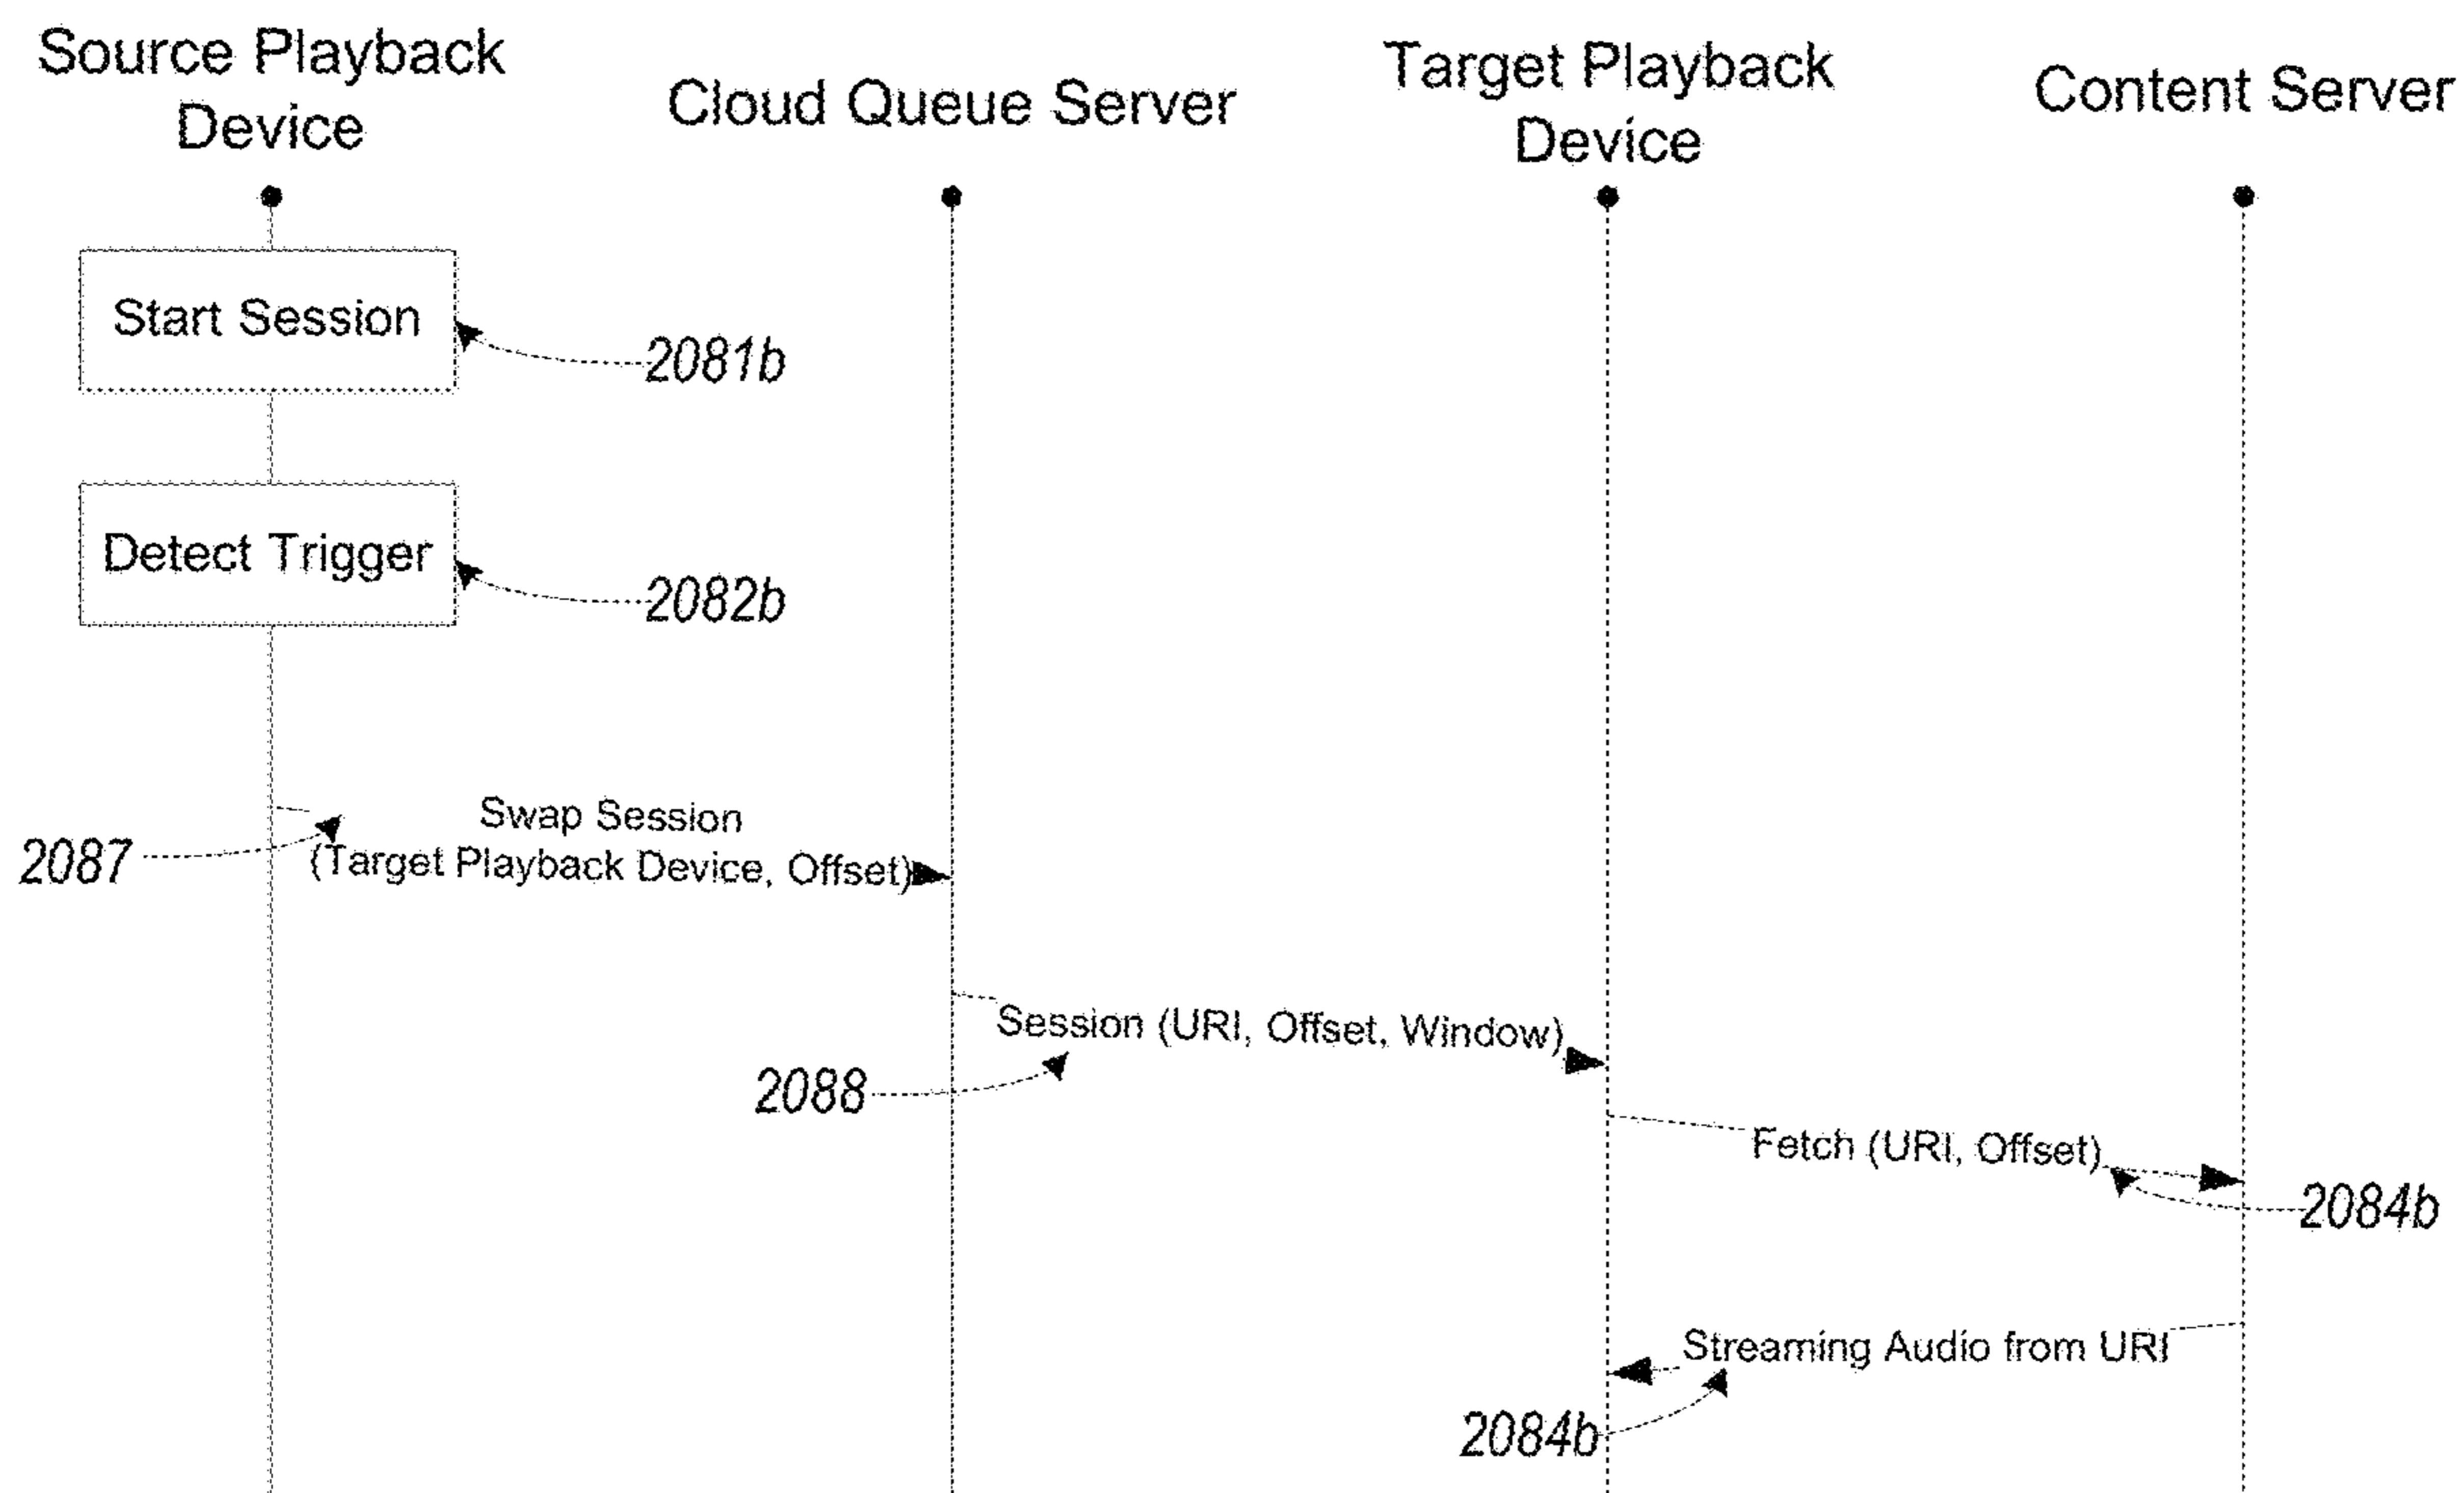 Source Playback
Device
Cloud Queue Server
Target Playback
Device
Content Server
Start Session
2081b
Detect Trigger
2082b
Swap Session
(Target Playback Device, Offset)
2087
Session (URI, Offset, Window)
2088
Fetch (URI, Offset)
2084b
Streaming Audio from URI
2084b